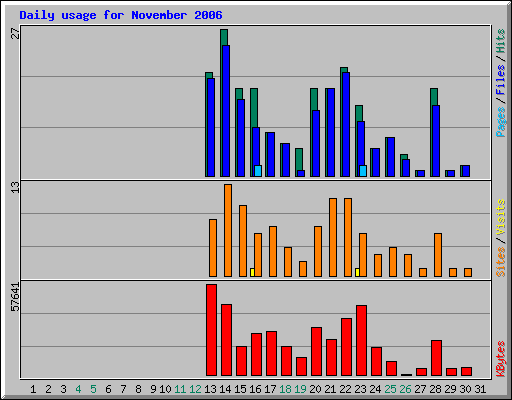 Daily usage for November 2006
27
Pages/Files/Hits
13
Sites/Visits
57641
KBytes
1 2 3 4 5 6 7 8 9 10 11 12 13 14 15 16 17 18 19 20 21 22 23 24 25 26 27 28 29 30 31